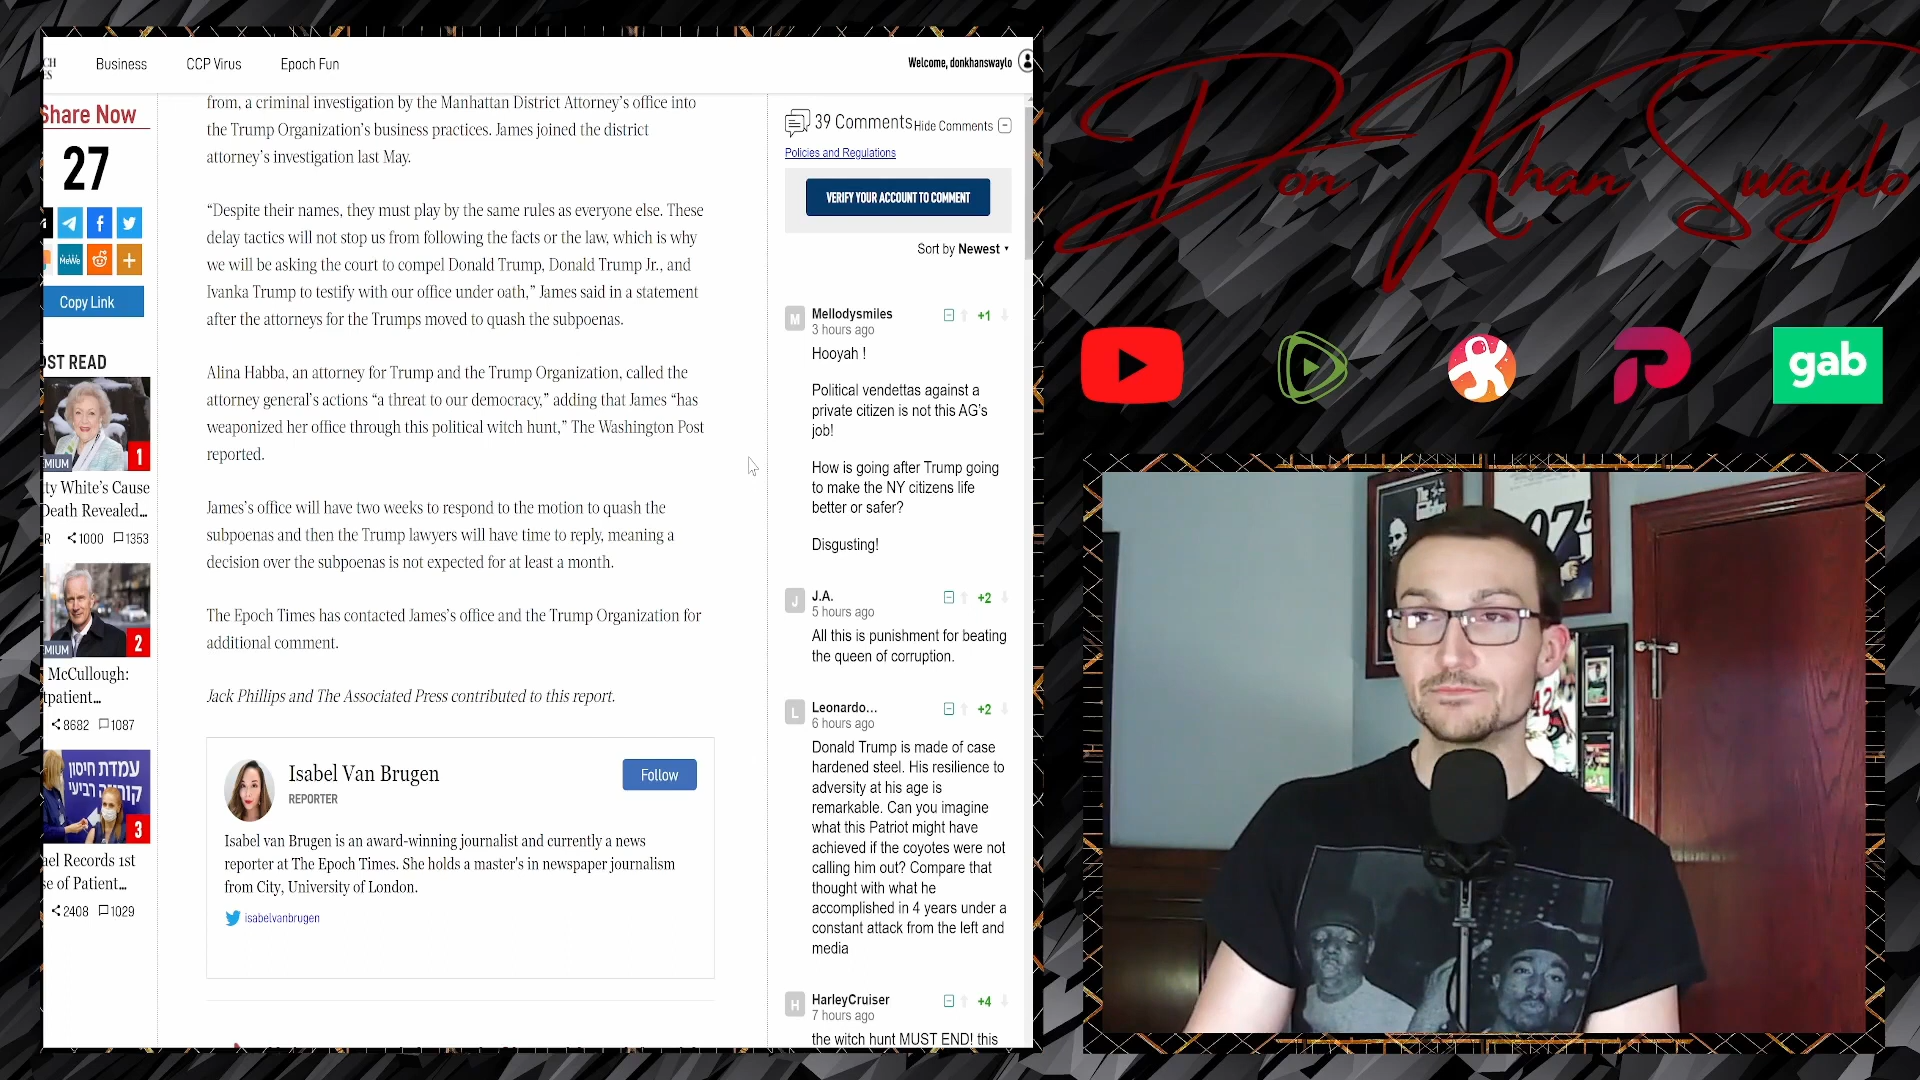 CH
ES
Business
CCP Virus
Epoch Fun
Welcome, donkhanswaylo
Share Now
27
MeWe
Copy Link
OST READ
EMIUM
1
ty White's Cause
Death Revealed...
R
1000
1353
EMIUM
2
McCullough:
tpatient...
8682
1087
עמדת חיסון
קורונה רביעי
3
ael Records 1st
se of Patient...
2408
1029
from, a criminal investigation by the Manhattan District Attorney's office into
the Trump Organization's business practices. James joined the district
attorney's investigation last May.
“Despite their names, they must play by the same rules as everyone else. These
delay tactics will not stop us from following the facts or the law, which is why
we will be asking the court to compel Donald Trump, Donald Trump Jr., and
Ivanka Trump to testify with our office under oath,” James said in a statement
after the attorneys for the Trumps moved to quash the subpoenas.
Alina Habba, an attorney for Trump and the Trump Organization, called the
attorney general's actions “a threat to our democracy,” adding that James “has
weaponized her office through this political witch hunt,” The Washington Post
reported.
James's office will have two weeks to respond to the motion to quash the
subpoenas and then the Trump lawyers will have time to reply, meaning a
decision over the subpoenas is not expected for at least a month.
The Epoch Times has contacted James's office and the Trump Organization for
additional comment.
Jack Phillips and The Associated Press contributed to this report.
Isabel Van Brugen
REPORTER
Follow
Isabel van Brugen is an award-winning journalist and currently a news
reporter at The Epoch Times. She holds a master's in newspaper journalism
from City, University of London.
isabelvanbrugen
39 Comments
Hide Comments
Policies and Regulations
VERIFY YOUR ACCOUNT TO COMMENT
Sort by Newest
M
Mellodysmiles
+1
3 hours ago
Hooyah !
Political vendettas against a
private citizen is not this AG's
job!
How is going after Trump going
to make the NY citizens life
better or safer?
Disgusting!
J
J.A.
+2
5 hours ago
All this is punishment for beating
the queen of corruption.
L
Leonardo...
+2
6 hours ago
Donald Trump is made of case
hardened steel. His resilience to
adversity at his age is
remarkable. Can you imagine
what this Patriot might have
achieved if the coyotes were not
calling him out? Compare that
thought with what he
accomplished in 4 years under a
constant attack from the left and
media
H
HarleyCruiser
+4
7 hours ago
the witch hunt MUST END! this
Don Khan Swaylo
gab